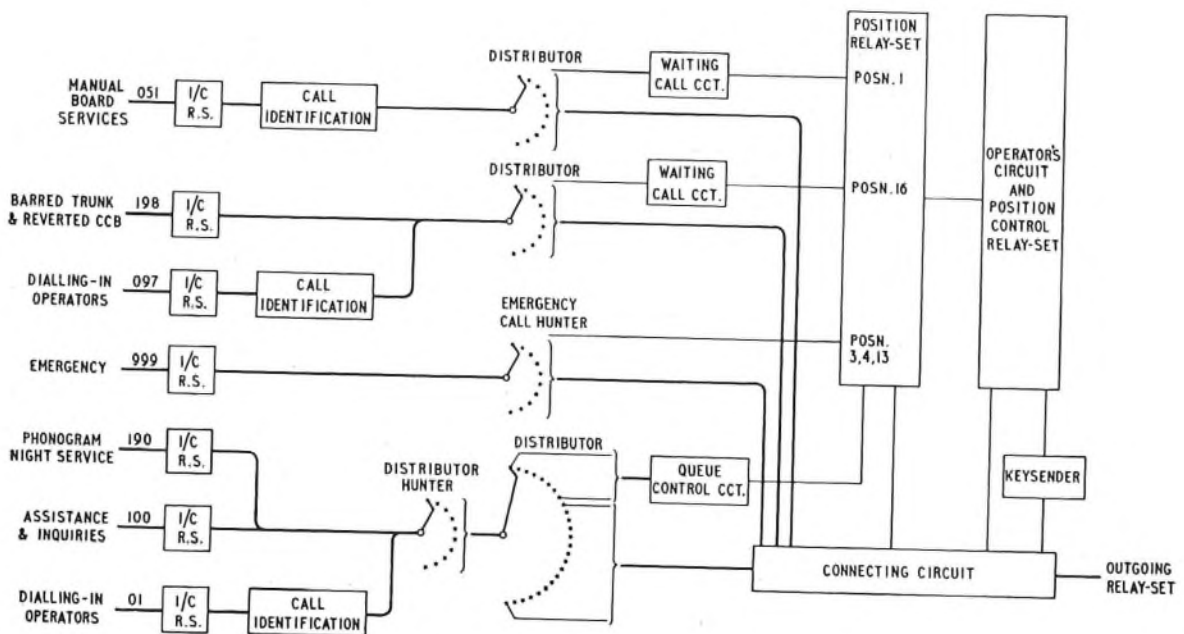 MANUAL
BOARD
SERVICES
051
I/C
R.S.
CALL
IDENTIFICATION
DISTRIBUTOR
WAITING
CALL CCT.
POSITION
RELAY-SET
POSN. 1
BARRED TRUNK
& REVERTED CCB
198
I/C
R.S.
DISTRIBUTOR
WAITING
CALL CCT.
POSN. 16
OPERATOR'S
CIRCUIT
AND
POSITION
CONTROL
RELAY-SET
DIALLING-IN
OPERATORS
097
I/C
R.S.
CALL
IDENTIFICATION
EMERGENCY
CALL HUNTER
POSN.
3,4,13
EMERGENCY
999
I/C
R.S.
PHONOGRAM
NIGHT SERVICE
190
I/C
R.S.
DISTRIBUTOR
HUNTER
DISTRIBUTOR
QUEUE
CONTROL CCT.
KEYSENDER
ASSISTANCE
& INQUIRIES
100
I/C
R.S.
DIALLING-IN
OPERATORS
01
I/C
R.S.
CALL
IDENTIFICATION
CONNECTING CIRCUIT
OUTGOING
RELAY-SET